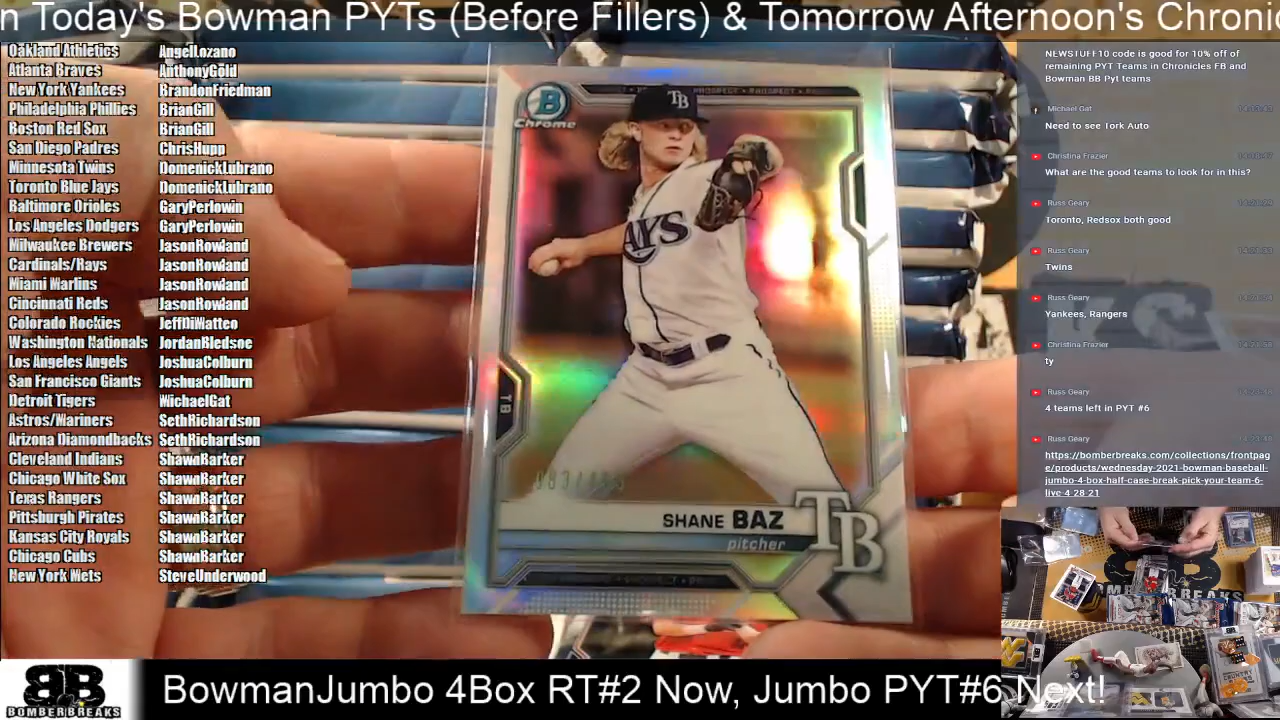 n Today's Bowman PYTs (Before Fillers) & Tomorrow Afternoon's Chronic
Oakland Athletics AngelLozano
Atlanta Braves AnthonyGold
New York Yankees BrandonFriedman
Philadelphia Phillies BrianGill
Boston Red Sox BrianGill
San Diego Padres ChrisHupp
Minnesota Twins DomenickLubrano
Toronto Blue Jays DomenickLubrano
Baltimore Orioles GaryPerlowin
Los Angeles Dodgers GaryPerlowin
Milwaukee Brewers JasonRowland
Cardinals/Rays JasonRowland
Miami Marlins JasonRowland
Cincinnati Reds JasonRowland
Colorado Rockies JeffDiMatteo
Washington Nationals JordanBledsoe
Los Angeles Angels JoshuaColburn
San Francisco Giants JoshuaColburn
Detroit Tigers MichaelGat
Astros/Mariners SethRichardson
Arizona Diamondbacks SethRichardson
Cleveland Indians ShawnBarker
Chicago White Sox ShawnBarker
Texas Rangers ShawnBarker
Pittsburgh Pirates ShawnBarker
Kansas City Royals ShawnBarker
Chicago Cubs ShawnBarker
New York Mets SteveUnderwood
B
Chrome
PROSPECT • PROSPECT
TB
RAYS
TB
SHANE BAZ
pitcher
TB
NEWSTUFF10 code is good for 10% off of
remaining PYT Teams in Chronicles FB and
Bowman BB Pyt teams
Michael Gat
Need to see Tork Auto
Christina Frazier
What are the good teams to look for in this?
Russ Geary
Toronto, Redsox both good
Russ Geary
Twins
Russ Geary
Yankees, Rangers
Christina Frazier
ty
Russ Geary
4 teams left in PYT #6
Russ Geary
https://bomberbreaks.com/collections/frontpag
e/products/wednesday-2021-bowman-baseball-
jumbo-4-box-half-case-break-pick-your-team-6-
live-4-28-21
BB
BOMBERBREAKS
BowmanJumbo 4Box RT#2 Now, Jumbo PYT#6 Next!